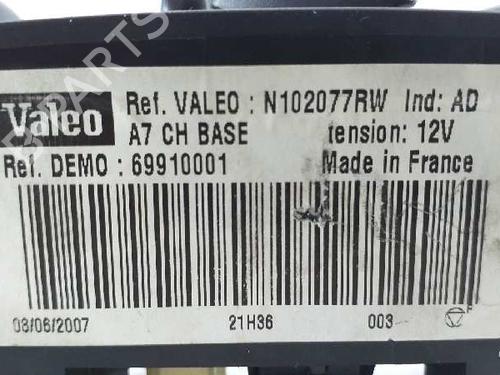 Valeo
Ref. VALEO : N102077RW Ind: AD
A7 CH BASE tension: 12V
Ref. DEMO : 69910001 Made in France
08/06/2007 21H36 003 F
B-PARTS